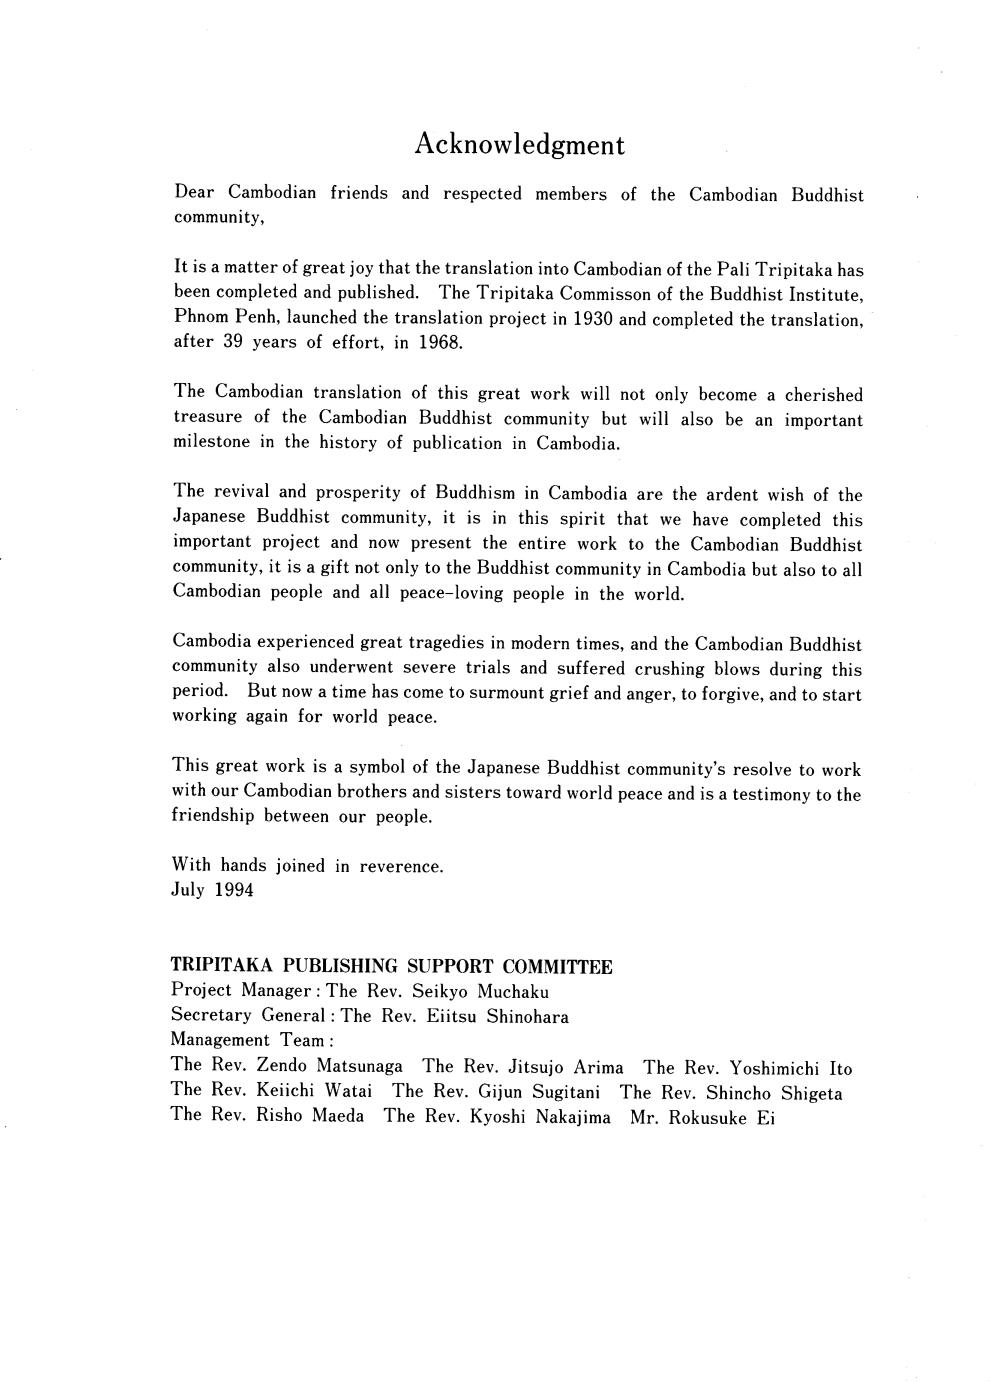 Acknowledgment
Dear Cambodian friends and respected members of the Cambodian Buddhist
community,
It is a matter of great joy that the translation into Cambodian of the Pali Tripitaka has
been completed and published. The Tripitaka Commisson of the Buddhist Institute,
Phnom Penh, launched the translation project in 1930 and completed the translation,
after 39 years of effort, in 1968.
The Cambodian translation of this great work will not only become a cherished
treasure of the Cambodian Buddhist community but will also be an important
milestone in the history of publication in Cambodia.
The revival and prosperity of Buddhism in Cambodia are the ardent wish of the
Japanese Buddhist community, it is in this spirit that we have completed this
important project and now present the entire work to the Cambodian Buddhist
community, it is a gift not only to the Buddhist community in Cambodia but also to all
Cambodian people and all peace-loving people in the world.
Cambodia experienced great tragedies in modern times, and the Cambodian Buddhist
community also underwent severe trials and suffered crushing blows during this
period. But now a time has come to surmount grief and anger, to forgive, and to start
working again for world peace.
This great work is a symbol of the Japanese Buddhist community's resolve to work
with our Cambodian brothers and sisters toward world peace and is a testimony to the
friendship between our people.
With hands joined in reverence.
July 1994
TRIPITAKA PUBLISHING SUPPORT COMMITTEE
Project Manager : The Rev. Seikyo Muchaku
Secretary General : The Rev. Eiitsu Shinohara
Management Team :
The Rev. Zendo Matsunaga The Rev. Jitsujo Arima The Rev. Yoshimichi Ito
The Rev. Keiichi Watai The Rev. Gijun Sugitani The Rev. Shincho Shigeta
The Rev. Risho Maeda The Rev. Kyoshi Nakajima Mr. Rokusuke Ei